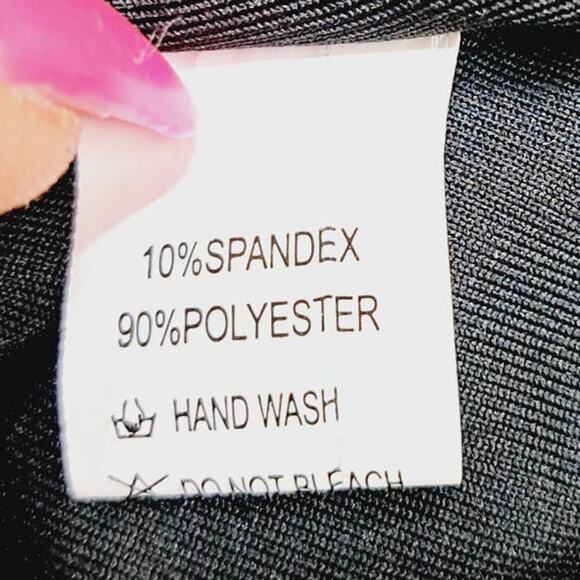 10%SPANDEX
90%POLYESTER
HAND WASH
DO NOT BLEACH